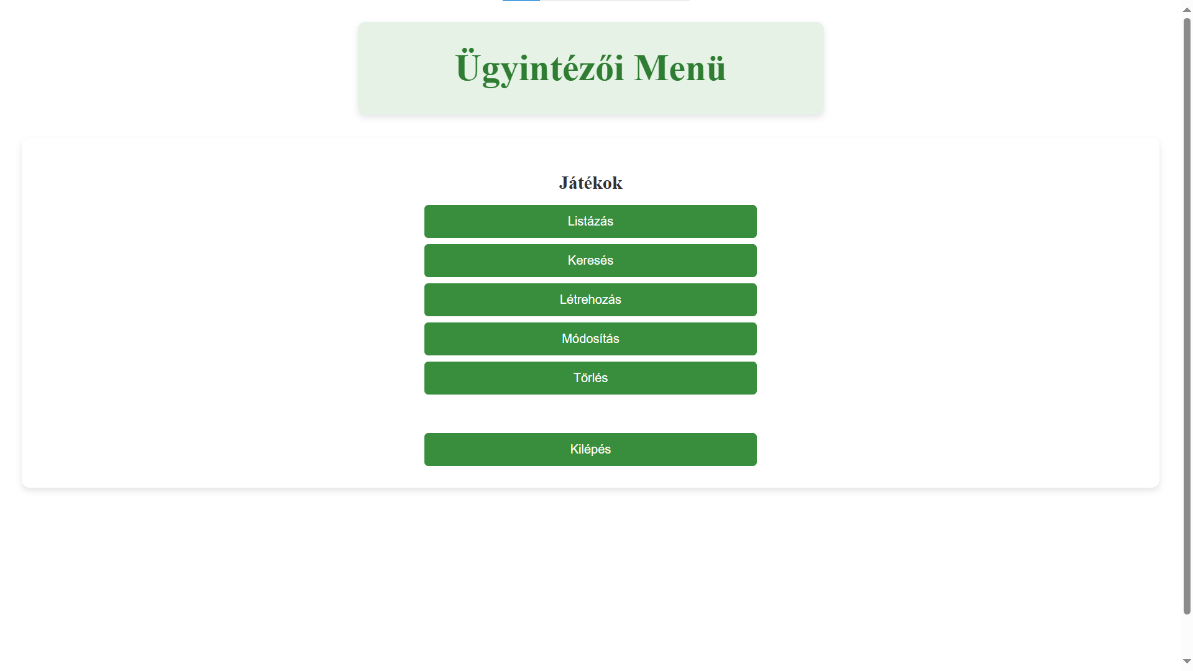 Ügyintézői Menü
Játékok
Listázás
Keresés
Létrehozás
Módosítás
Törlés
Kilépés